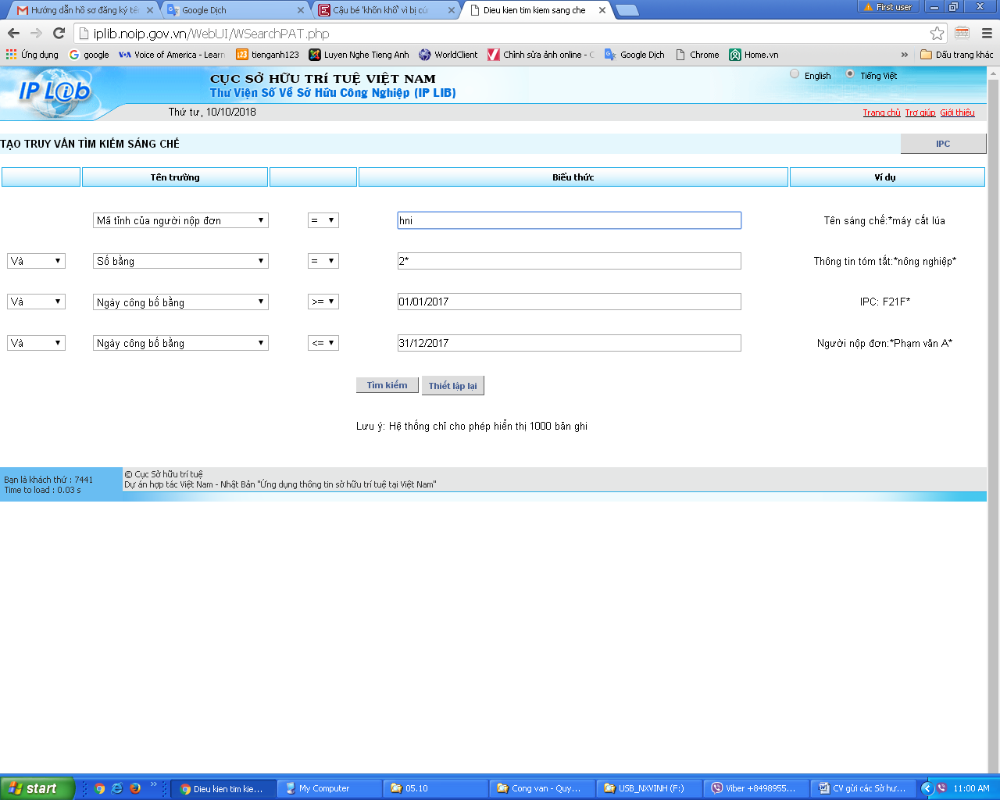 Hướng dẫn hồ sơ đăng ký tên Google Dịch Cậu bé 'khốn khổ' vì bị cún Dieu kien tim kiem sang che First user
iplib.noip.gov.vn/WebUI/WSearchPAT.php
Ứng dụng google Voice of America - Learn tienganh123 Luyen Nghe Tieng Anh WorldClient Chỉnh sửa ảnh online - C Google Dịch Chrome Home.vn » Dấu trang khác
IP Lib
CỤC SỞ HỮU TRÍ TUỆ VIỆT NAM
Thư Viện Số Về Sở Hữu Công Nghiệp (IP LIB)
English Tiếng Việt
Thứ tư, 10/10/2018
Trang chủ Trợ giúp Giới thiệu
TẠO TRUY VẤN TÌM KIẾM SÁNG CHẾ IPC
Tên trường Biểu thức Ví dụ
Mã tỉnh của người nộp đơn = hni Tên sáng chế:*máy cắt lúa
Và Số bằng = 2* Thông tin tóm tắt:*nông nghiệp*
Và Ngày công bố bằng >= 01/01/2017 IPC: F21F*
Và Ngày công bố bằng <= 31/12/2017 Người nộp đơn:*Phạm văn A*
Tìm kiếm Thiết lập lại
Lưu ý: Hệ thống chỉ cho phép hiển thị 1000 bản ghi
Bạn là khách thứ : 7441
Time to load : 0.03 s
© Cục Sở hữu trí tuệ
Dự án hợp tác Việt Nam - Nhật Bản "Ứng dụng thông tin sở hữu trí tuệ tại Việt Nam"
start Dieu kien tim kie... My Computer 05.10 Cong van - Quy... USB_NXVINH (F:) Viber +8498955... CV gửi các Sở hư... 11:00 AM